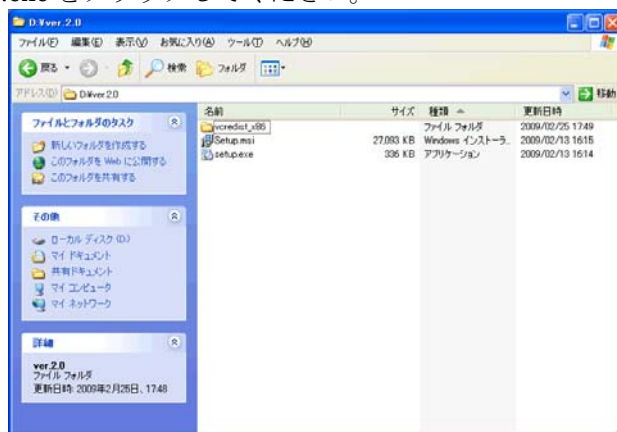 をクリックしてください。
D:¥ver.2.0
ファイル(F) 編集(E) 表示(V) お気に入り(A) ツール(T) ヘルプ(H)
戻る 検索 フォルダ
アドレス(D) D:¥ver.2.0 移動
ファイルとフォルダのタスク
新しいフォルダを作成する
このフォルダを Web に公開する
このフォルダを共有する
その他
ローカル ディスク (D:)
マイ ドキュメント
共有ドキュメント
マイ コンピュータ
マイ ネットワーク
詳細
ver.2.0
ファイル フォルダ
更新日時: 2009年2月25日、17:48
名前 サイズ 種類 更新日時
vcredist_x86 ファイル フォルダ 2009/02/25 17:49
Setup.msi 27,093 KB Windows インストーラ... 2009/02/13 16:15
setup.exe 336 KB アプリケーション 2009/02/13 16:14